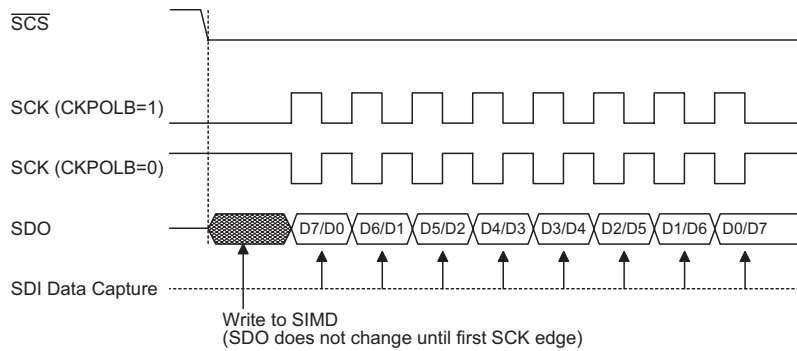 SCS
SCK (CKPOLB=1)
SCK (CKPOLB=0)
SDO D7/D0 D6/D1 D5/D2 D4/D3 D3/D4 D2/D5 D1/D6 D0/D7
SDI Data Capture
Write to SIMD
(SDO does not change until first SCK edge)